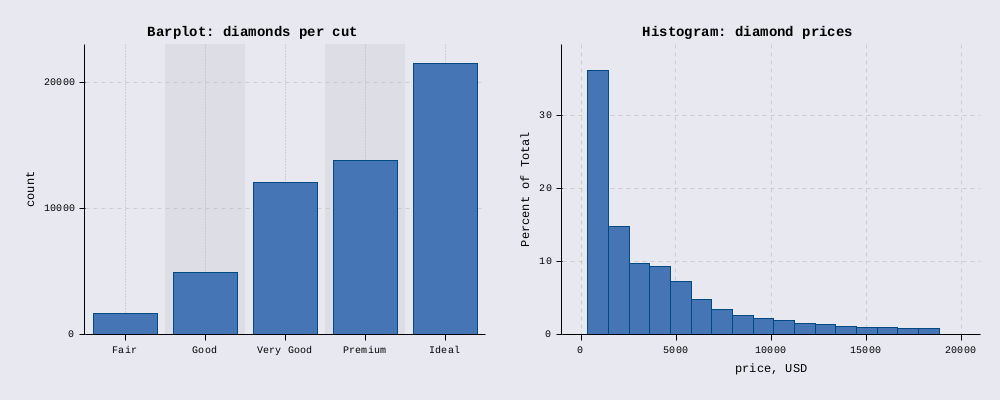 Barplot: diamonds per cut
count
20000
10000
0
Fair
Good
Very Good
Premium
Ideal
Histogram: diamond prices
Percent of Total
30
20
10
0
0
5000
10000
15000
20000
price, USD